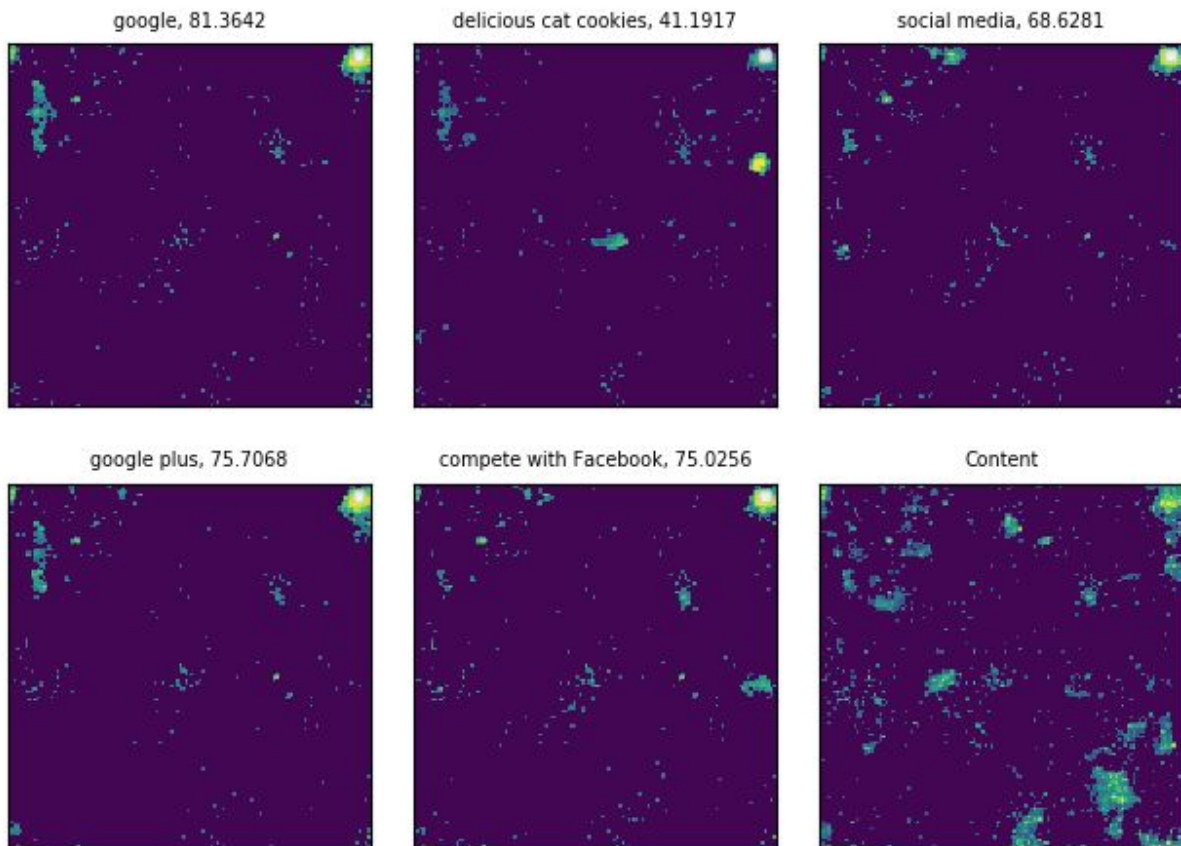 google, 81.3642
delicious cat cookies, 41.1917
social media, 68.6281
google plus, 75.7068
compete with Facebook, 75.0256
Content